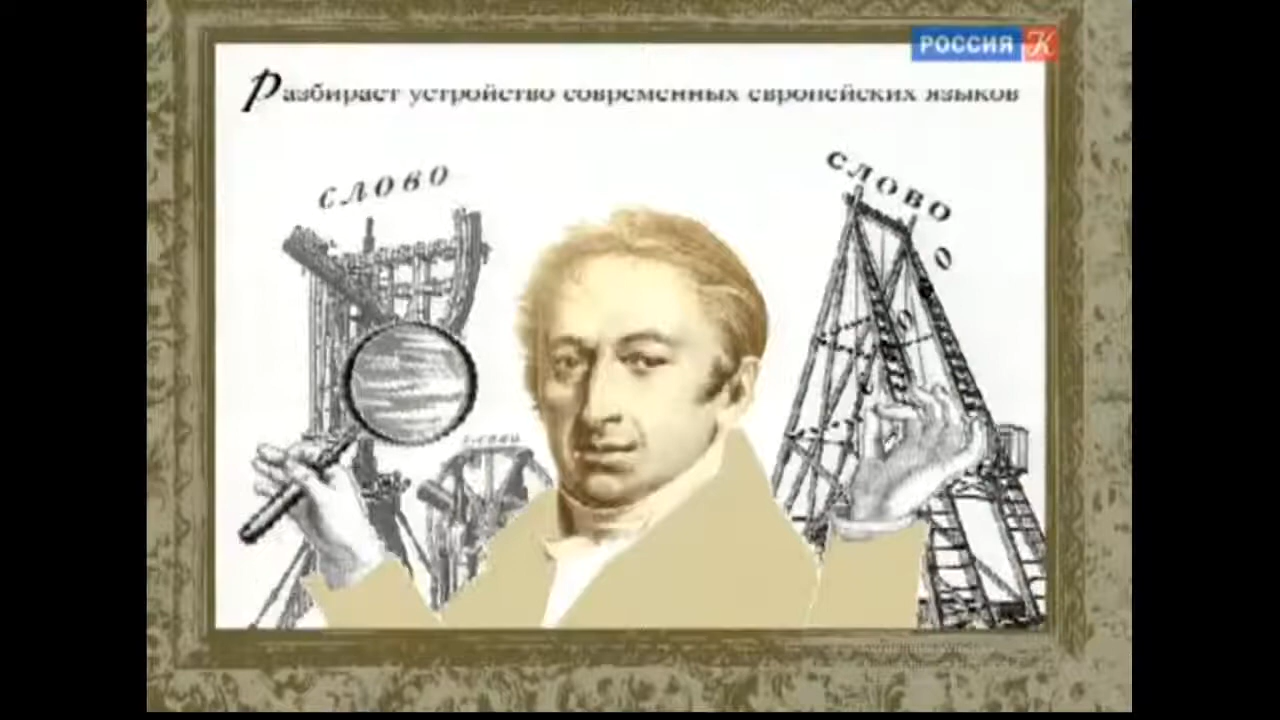 РОССИЯ К
Разбирает устройство современных европейских языков
слово
слово
о
о